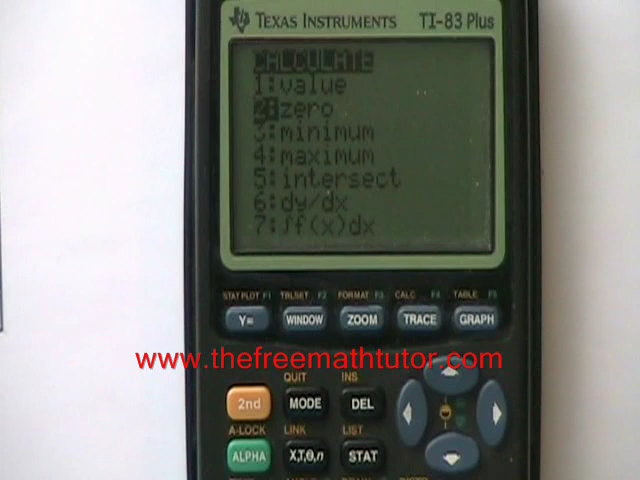 TEXAS INSTRUMENTS TI-83 Plus
CALCULATE
1:value
2:zero
3:minimum
4:maximum
5:intersect
6:dy/dx
7:∫f(x)dx
STAT PLOT F1 TBLSET F2 FORMAT F3 CALC F4 TABLE F5
Y= WINDOW ZOOM TRACE GRAPH
www.thefreemathtutor.com
QUIT INS
2nd MODE DEL
A-LOCK LINK LIST
ALPHA X,T,Θ,n STAT